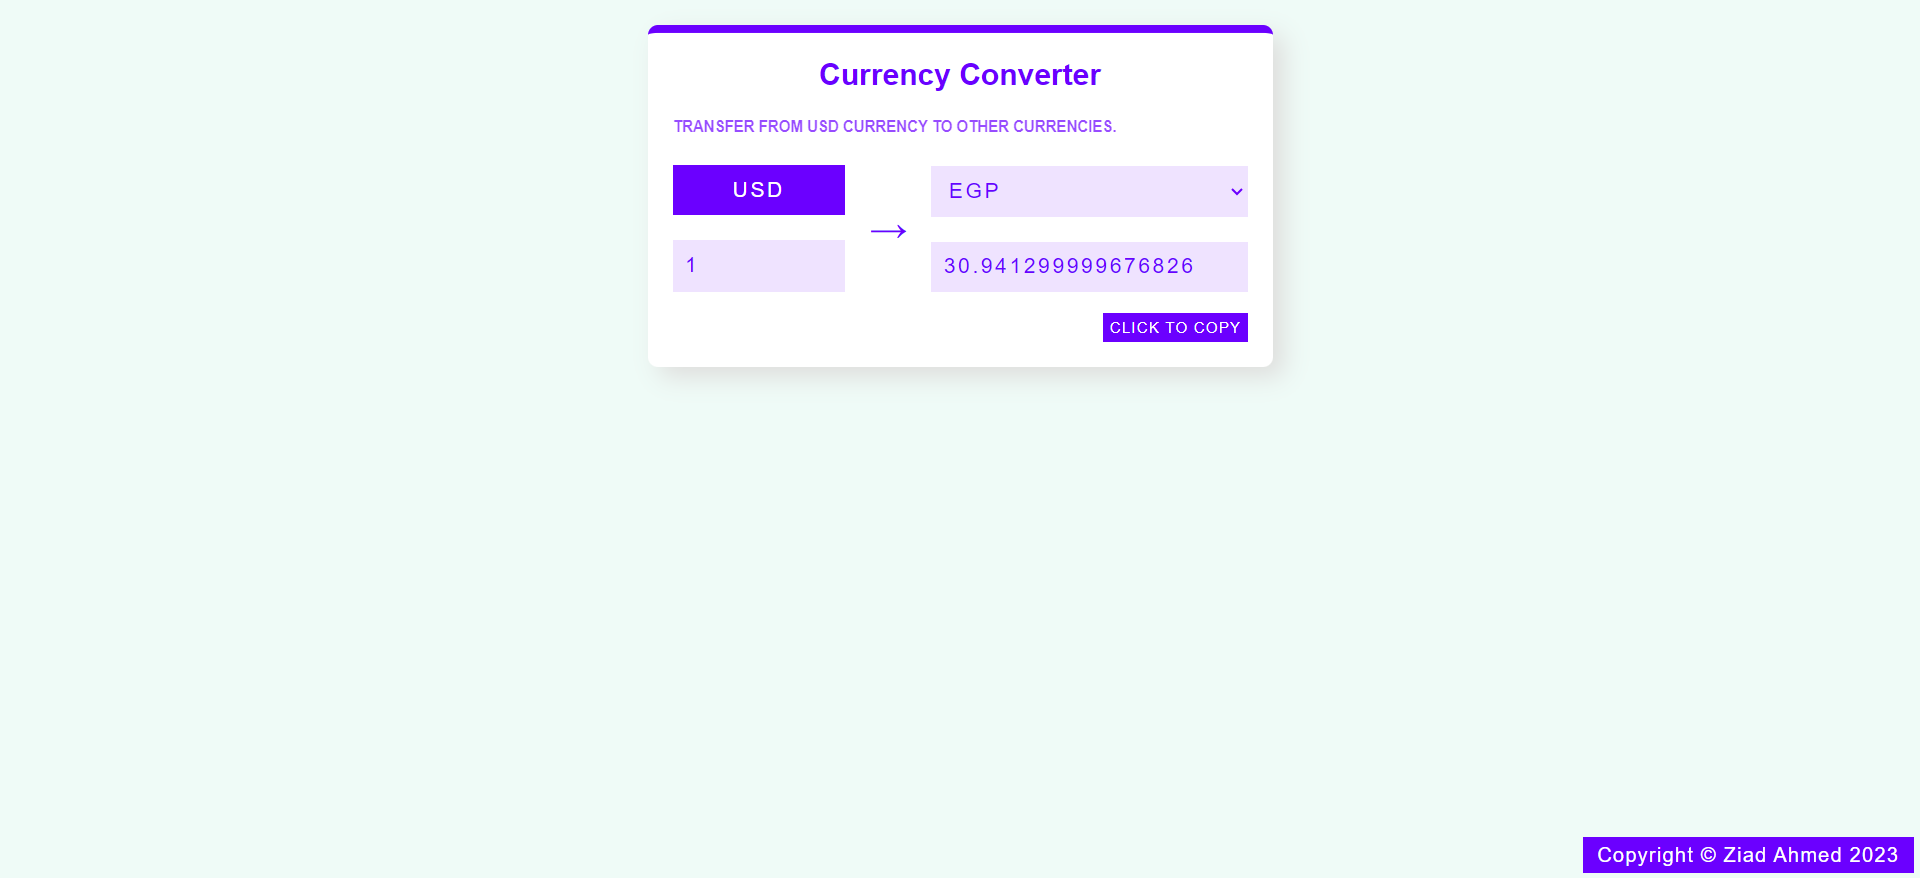 Currency Converter
TRANSFER FROM USD CURRENCY TO OTHER CURRENCIES.
USD
EGP
→
1
30.941299999676826
CLICK TO COPY
Copyright © Ziad Ahmed 2023